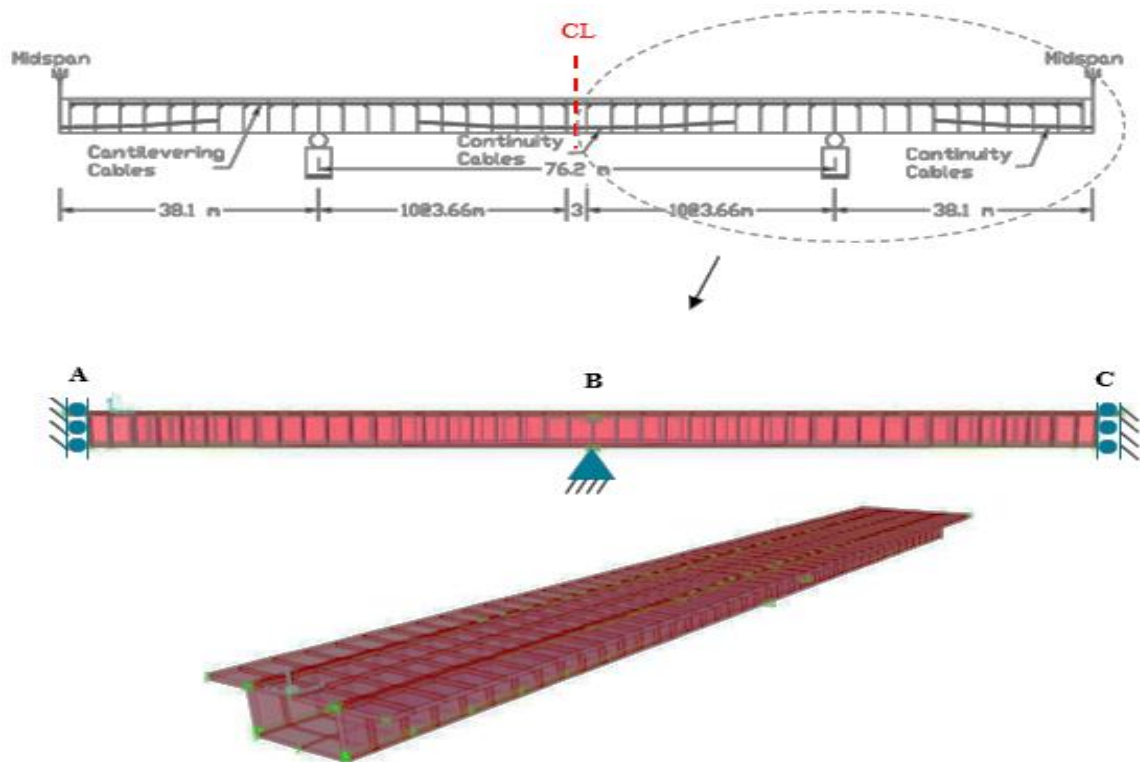 CL
Midspan
Midspan
Cantilevering
Cables
Continuity
Cables
Continuity
Cables
76.2 m
38.1 m
10@3.66m
3
10@3.66m
38.1 m
A
B
C